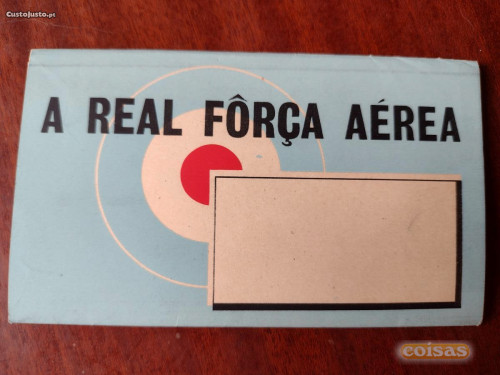 CustoJusto.pt
A REAL FÔRÇA AÉREA
coisas